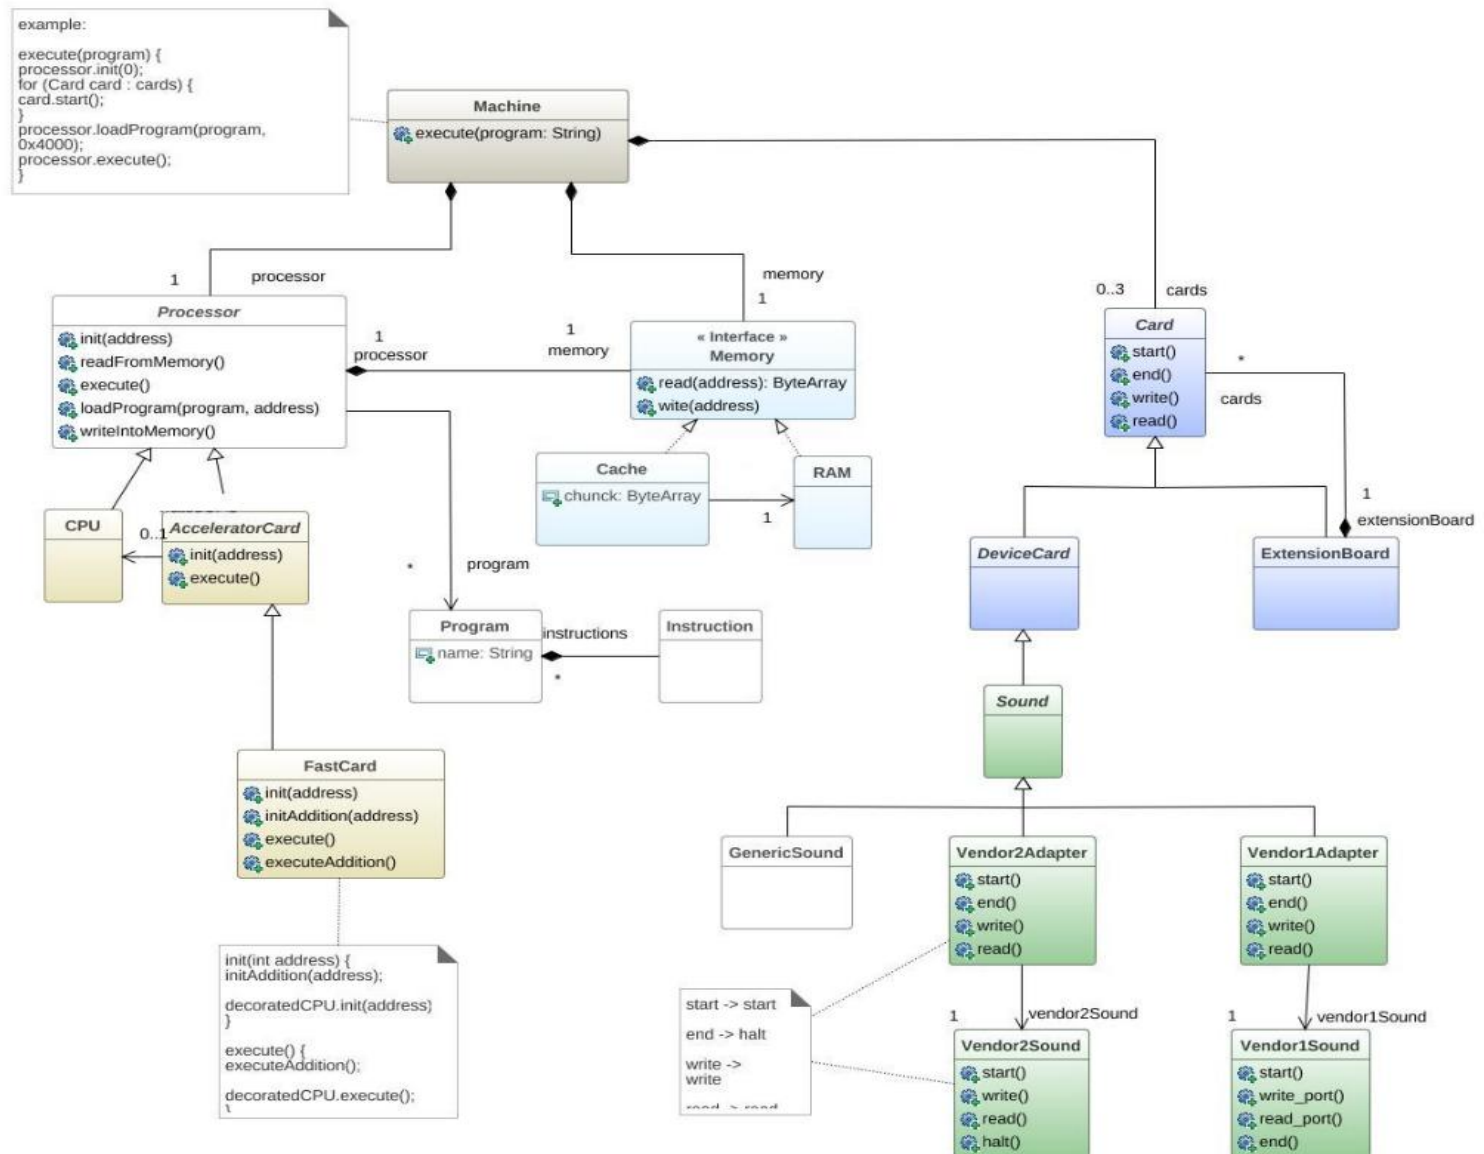 example:
execute(program) {
processor.init(0);
for (Card card : cards) {
card.start();
}
processor.loadProgram(program,
0x4000);
processor.execute();
}
Machine
execute(program: String)
1
processor
memory
1
0..3
cards
Processor
init(address)
readFromMemory()
execute()
loadProgram(program, address)
writeIntoMemory()
1
processor
1
memory
« Interface »
Memory
read(address): ByteArray
wite(address)
Card
start()
end()
write()
read()
*
cards
1
extensionBoard
Cache
chunck: ByteArray
1
RAM
CPU
0..1
AcceleratorCard
init(address)
execute()
*
program
DeviceCard
ExtensionBoard
Program
name: String
instructions
*
Instruction
Sound
FastCard
init(address)
initAddition(address)
execute()
executeAddition()
GenericSound
Vendor2Adapter
start()
end()
write()
read()
Vendor1Adapter
start()
end()
write()
read()
init(int address) {
initAddition(address);
decoratedCPU.init(address)
}
execute() {
executeAddition();
decoratedCPU.execute();
start -> start
end -> halt
write ->
write
read -> read
1
vendor2Sound
1
vendor1Sound
Vendor2Sound
start()
write()
read()
halt()
Vendor1Sound
start()
write_port()
read_port()
end()